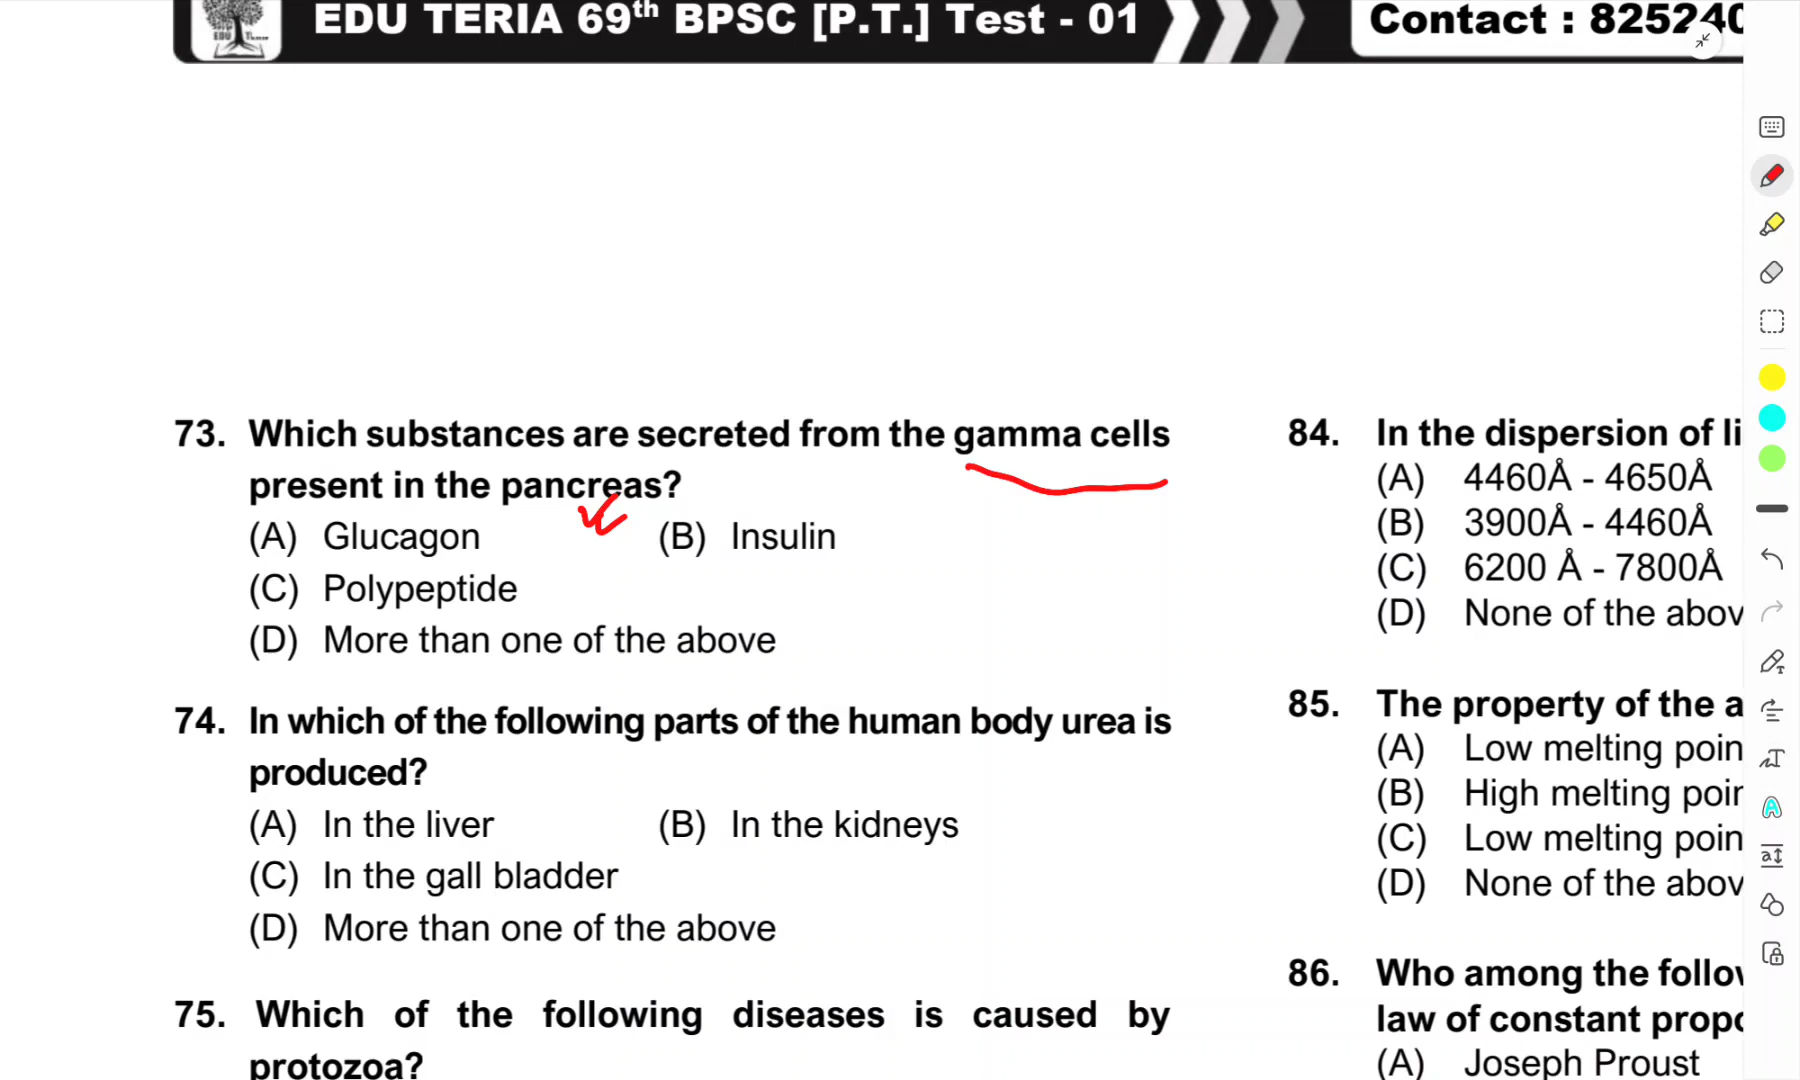 EDU TERIA 69th BPSC [P.T.] Test - 01
Contact : 825240
73. Which substances are secreted from the gamma cells
present in the pancreas?
(A) Glucagon (B) Insulin
(C) Polypeptide
(D) More than one of the above
74. In which of the following parts of the human body urea is
produced?
(A) In the liver (B) In the kidneys
(C) In the gall bladder
(D) More than one of the above
75. Which of the following diseases is caused by
protozoa?
84. In the dispersion of li
(A) 4460Å - 4650Å
(B) 3900Å - 4460Å
(C) 6200 Å - 7800Å
(D) None of the abov
85. The property of the a
(A) Low melting poin
(B) High melting poin
(C) Low melting poin
(D) None of the abov
86. Who among the follow
law of constant propo
(A) Joseph Proust